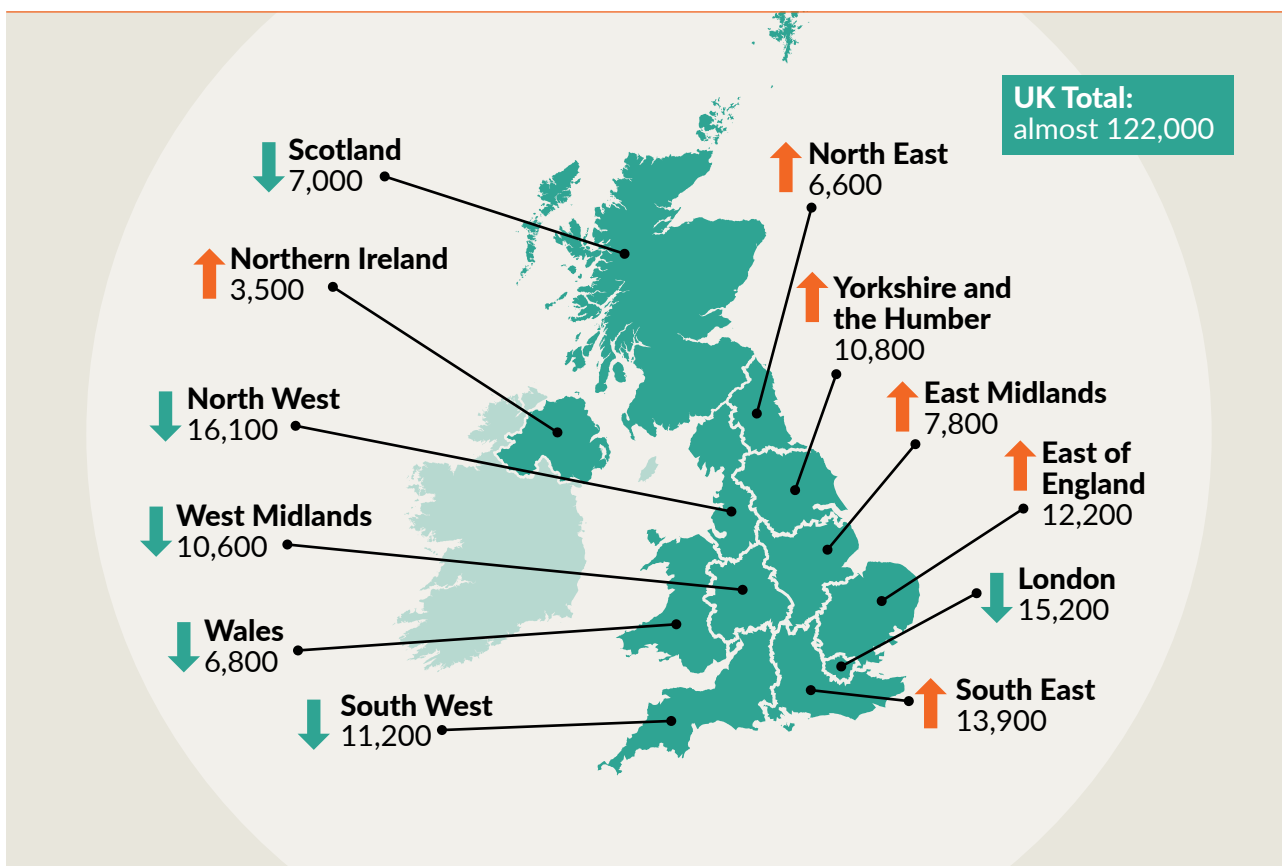 UK Total:
almost 122,000
Scotland
7,000
North East
6,600
Northern Ireland
3,500
Yorkshire and
the Humber
10,800
North West
16,100
East Midlands
7,800
East of
England
12,200
West Midlands
10,600
London
15,200
Wales
6,800
South East
13,900
South West
11,200